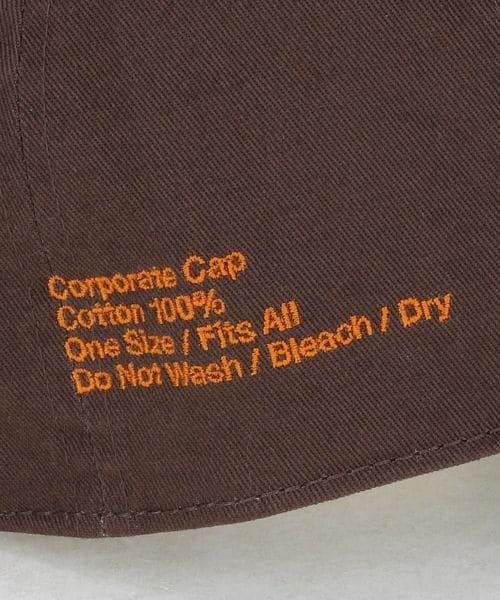 Corporate Cap
Cotton 100%
One Size / Fits All
Do Not Wash / Bleach / Dry